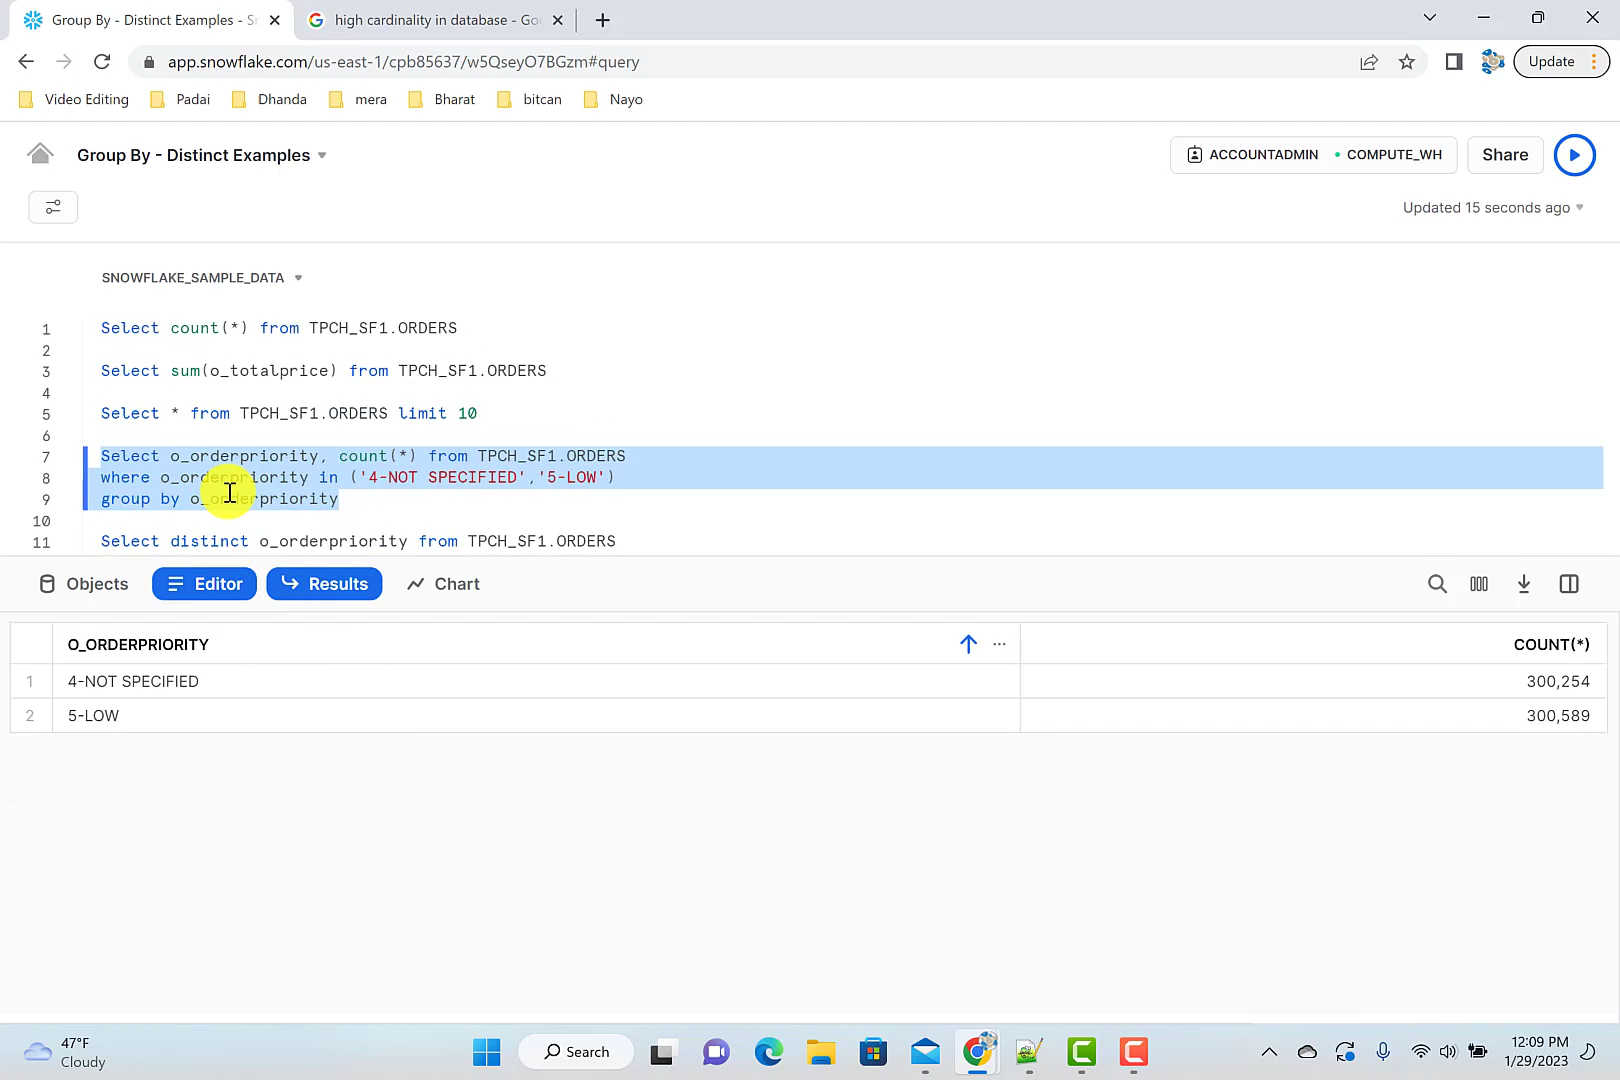 Group By - Distinct Examples - S
high cardinality in database - Goo
app.snowflake.com/us-east-1/cpb85637/w5QseyO7BGzm#query
Update
Video Editing
Padai
Dhanda
mera
Bharat
bitcan
Nayo
Group By - Distinct Examples
ACCOUNTADMIN
COMPUTE_WH
Share
Updated 15 seconds ago
SNOWFLAKE_SAMPLE_DATA
1 Select count(*) from TPCH_SF1.ORDERS
2
3 Select sum(o_totalprice) from TPCH_SF1.ORDERS
4
5 Select * from TPCH_SF1.ORDERS limit 10
6
7 Select o_orderpriority, count(*) from TPCH_SF1.ORDERS
8 where o_orderpriority in ('4-NOT SPECIFIED','5-LOW')
9 group by o_orderpriority
10
11 Select distinct o_orderpriority from TPCH_SF1.ORDERS
Objects
Editor
Results
Chart
O_ORDERPRIORITY
COUNT(*)
1 4-NOT SPECIFIED 300,254
2 5-LOW 300,589
47°F
Cloudy
Search
12:09 PM
1/29/2023